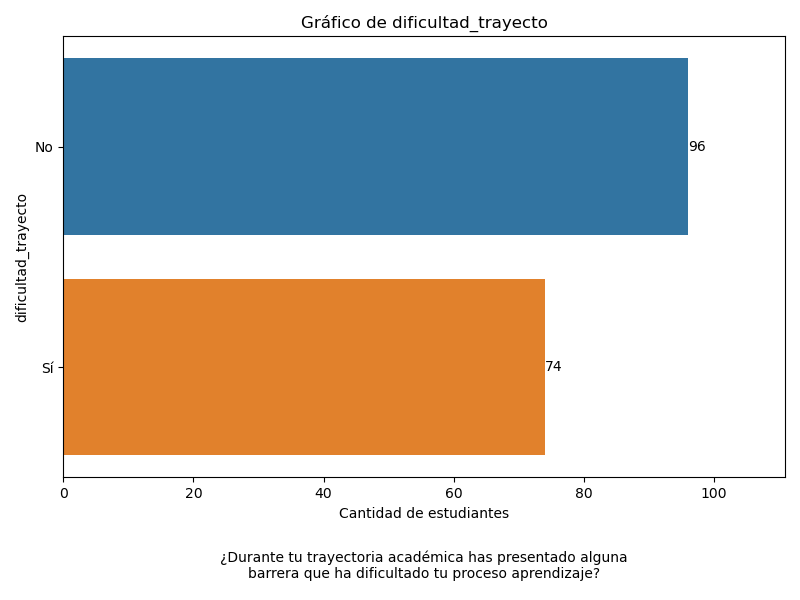 Gráfico de dificultad_trayecto
dificultad_trayecto
No
96
Sí
74
0 20 40 60 80 100
Cantidad de estudiantes
¿Durante tu trayectoria académica has presentado alguna
barrera que ha dificultado tu proceso aprendizaje?